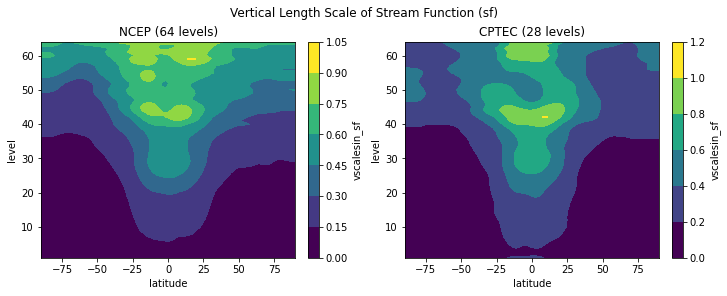 Vertical Length Scale of Stream Function (sf)
NCEP (64 levels)
CPTEC (28 levels)
level
60
50
40
30
20
10
−75 −50 −25 0 25 50 75
latitude
1.05
0.90
0.75
0.60
0.45
0.30
0.15
0.00
vscalesin_sf
level
60
50
40
30
20
10
−75 −50 −25 0 25 50 75
latitude
1.2
1.0
0.8
0.6
0.4
0.2
0.0
vscalesin_sf